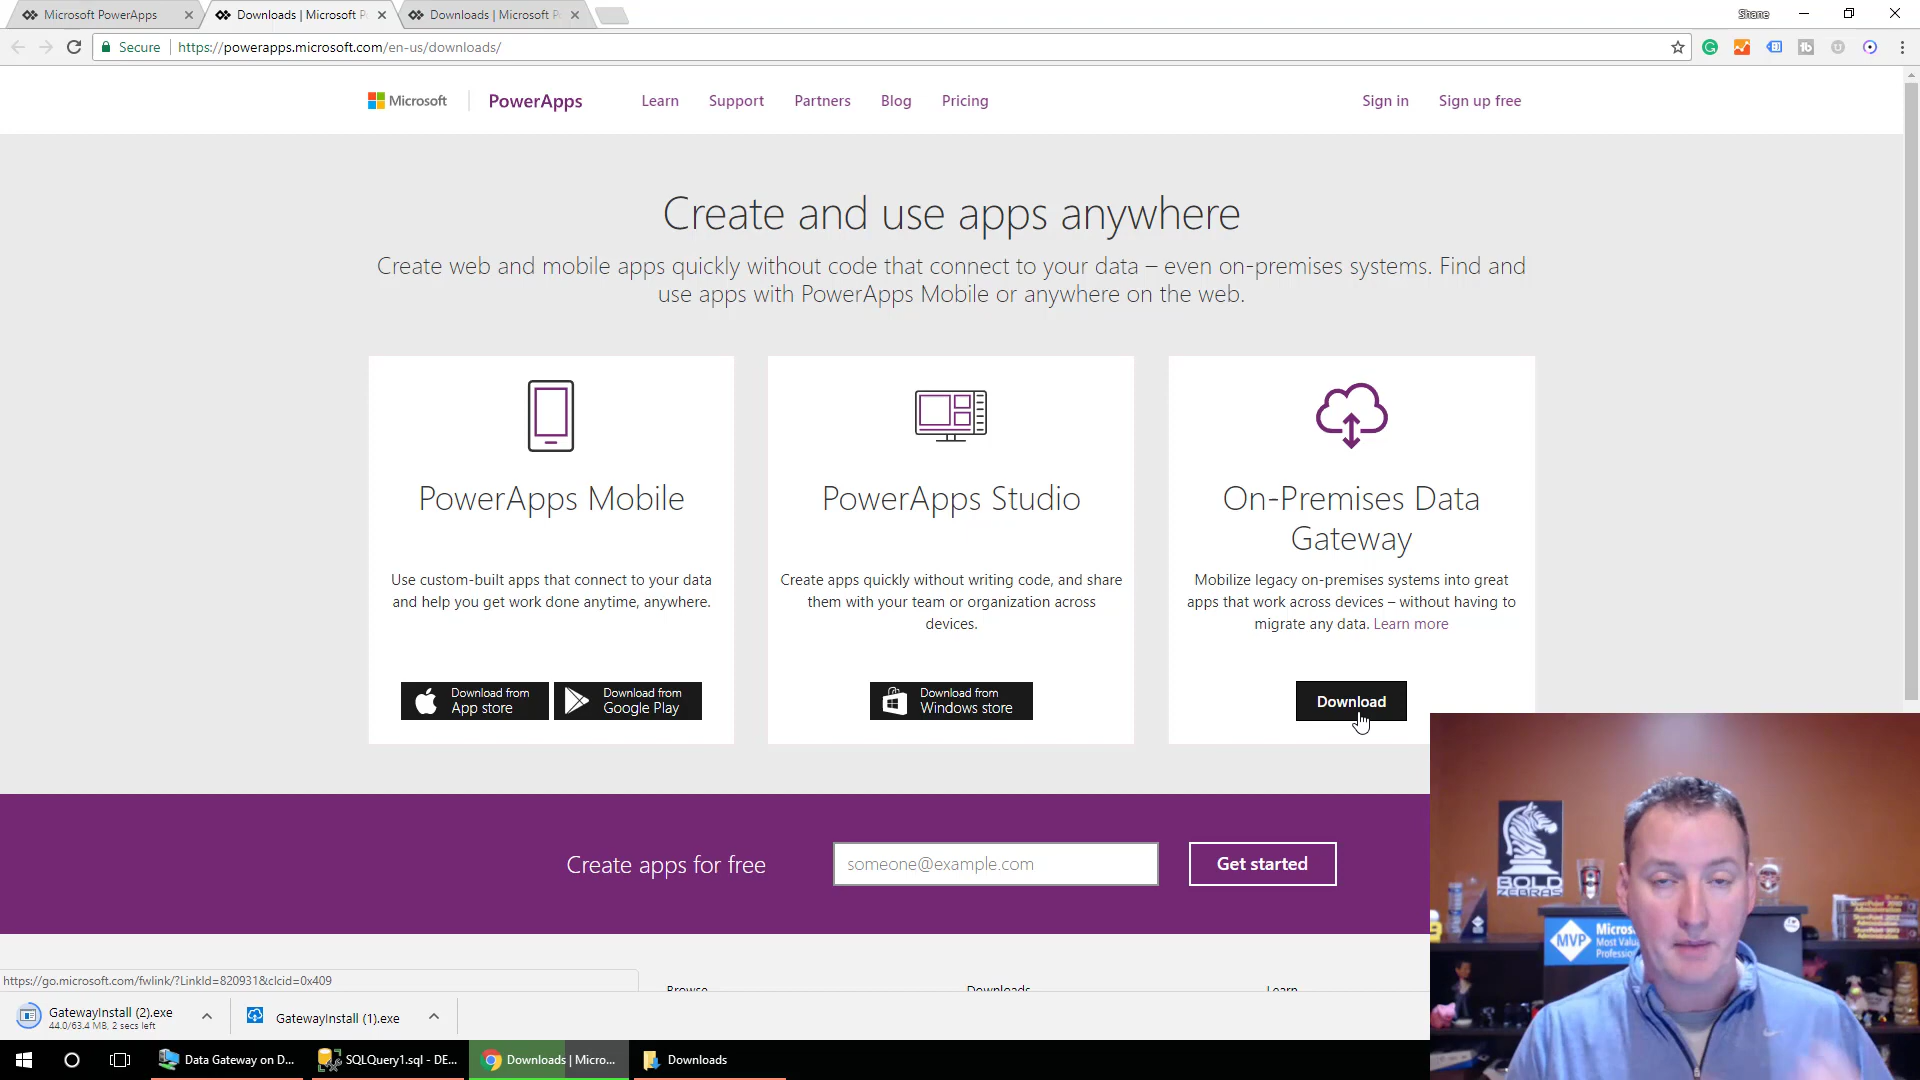 Microsoft PowerApps
Downloads | Microsoft P
Downloads | Microsoft P
Shane
Secure
https://powerapps.microsoft.com/en-us/downloads/
Microsoft
PowerApps
Learn
Support
Partners
Blog
Pricing
Sign in
Sign up free
Create and use apps anywhere
Create web and mobile apps quickly without code that connect to your data – even on-premises systems. Find and
use apps with PowerApps Mobile or anywhere on the web.
PowerApps Mobile
Use custom-built apps that connect to your data
and help you get work done anytime, anywhere.
Download from
App store
Download from
Google Play
PowerApps Studio
Create apps quickly without writing code, and share
them with your team or organization across
devices.
Download from
Windows store
On-Premises Data
Gateway
Mobilize legacy on-premises systems into great
apps that work across devices – without having to
migrate any data. Learn more
Download
Create apps for free
someone@example.com
Get started
BOLD
ZEBRAS
MVP
Micros
Most Valu
Professio
https://go.microsoft.com/fwlink/?LinkId=820931&clcid=0x409
Browse
Downloads
Learn
GatewayInstall (2).exe
44.0/63.4 MB, 2 secs left
GatewayInstall (1).exe
Data Gateway on D...
SQLQuery1.sql - DE...
Downloads | Micro...
Downloads